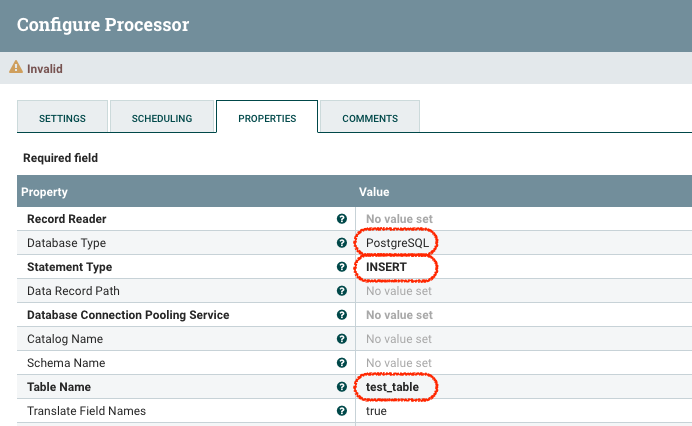 Configure Processor
Invalid
SETTINGS SCHEDULING PROPERTIES COMMENTS
Required field
Property Value
Record Reader ? No value set
Database Type ? PostgreSQL
Statement Type ? INSERT
Data Record Path ? No value set
Database Connection Pooling Service ? No value set
Catalog Name ? No value set
Schema Name ? No value set
Table Name ? test_table
Translate Field Names ? true